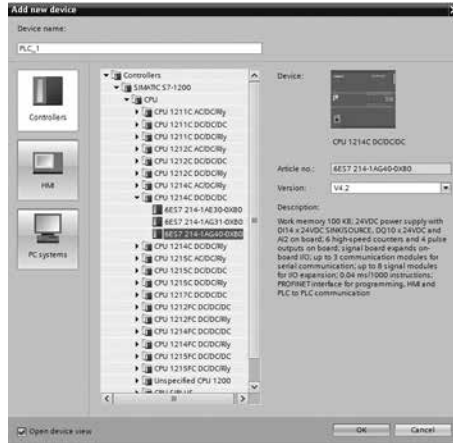 Add new device
Device name:
PLC_1
Controllers
HMI
PC systems
Controllers
SIMATIC S7-1200
CPU
CPU 1211C AC/DC/Rly
CPU 1211C DC/DC/DC
CPU 1211C DC/DC/Rly
CPU 1212C AC/DC/Rly
CPU 1212C DC/DC/DC
CPU 1212C DC/DC/Rly
CPU 1214C AC/DC/Rly
CPU 1214C DC/DC/DC
6ES7 214-1AE30-0XB0
6ES7 214-1AG31-0XB0
6ES7 214-1AG40-0XB0
CPU 1214C DC/DC/Rly
CPU 1215C AC/DC/Rly
CPU 1215C DC/DC/DC
CPU 1215C DC/DC/Rly
CPU 1217C DC/DC/DC
CPU 1212FC DC/DC/DC
CPU 1212FC DC/DC/Rly
CPU 1214FC DC/DC/DC
CPU 1214FC DC/DC/Rly
CPU 1215FC DC/DC/DC
CPU 1215FC DC/DC/Rly
Unspecified CPU 1200
Device:
CPU 1214C DC/DC/DC
Article no.:
6ES7 214-1AG40-0XB0
Version:
V4.2
Description:
Work memory 100 KB; 24VDC power supply with
DI14 x 24VDC SINK/SOURCE, DQ10 x 24VDC and
AI2 on board; 6 high-speed counters and 4 pulse
outputs on board; signal board expands on-
board I/O; up to 3 communication modules for
serial communication; up to 8 signal modules
for I/O expansion; 0.04 ms/1000 instructions;
PROFINET interface for programming, HMI and
PLC to PLC communication
Open device view
OK
Cancel